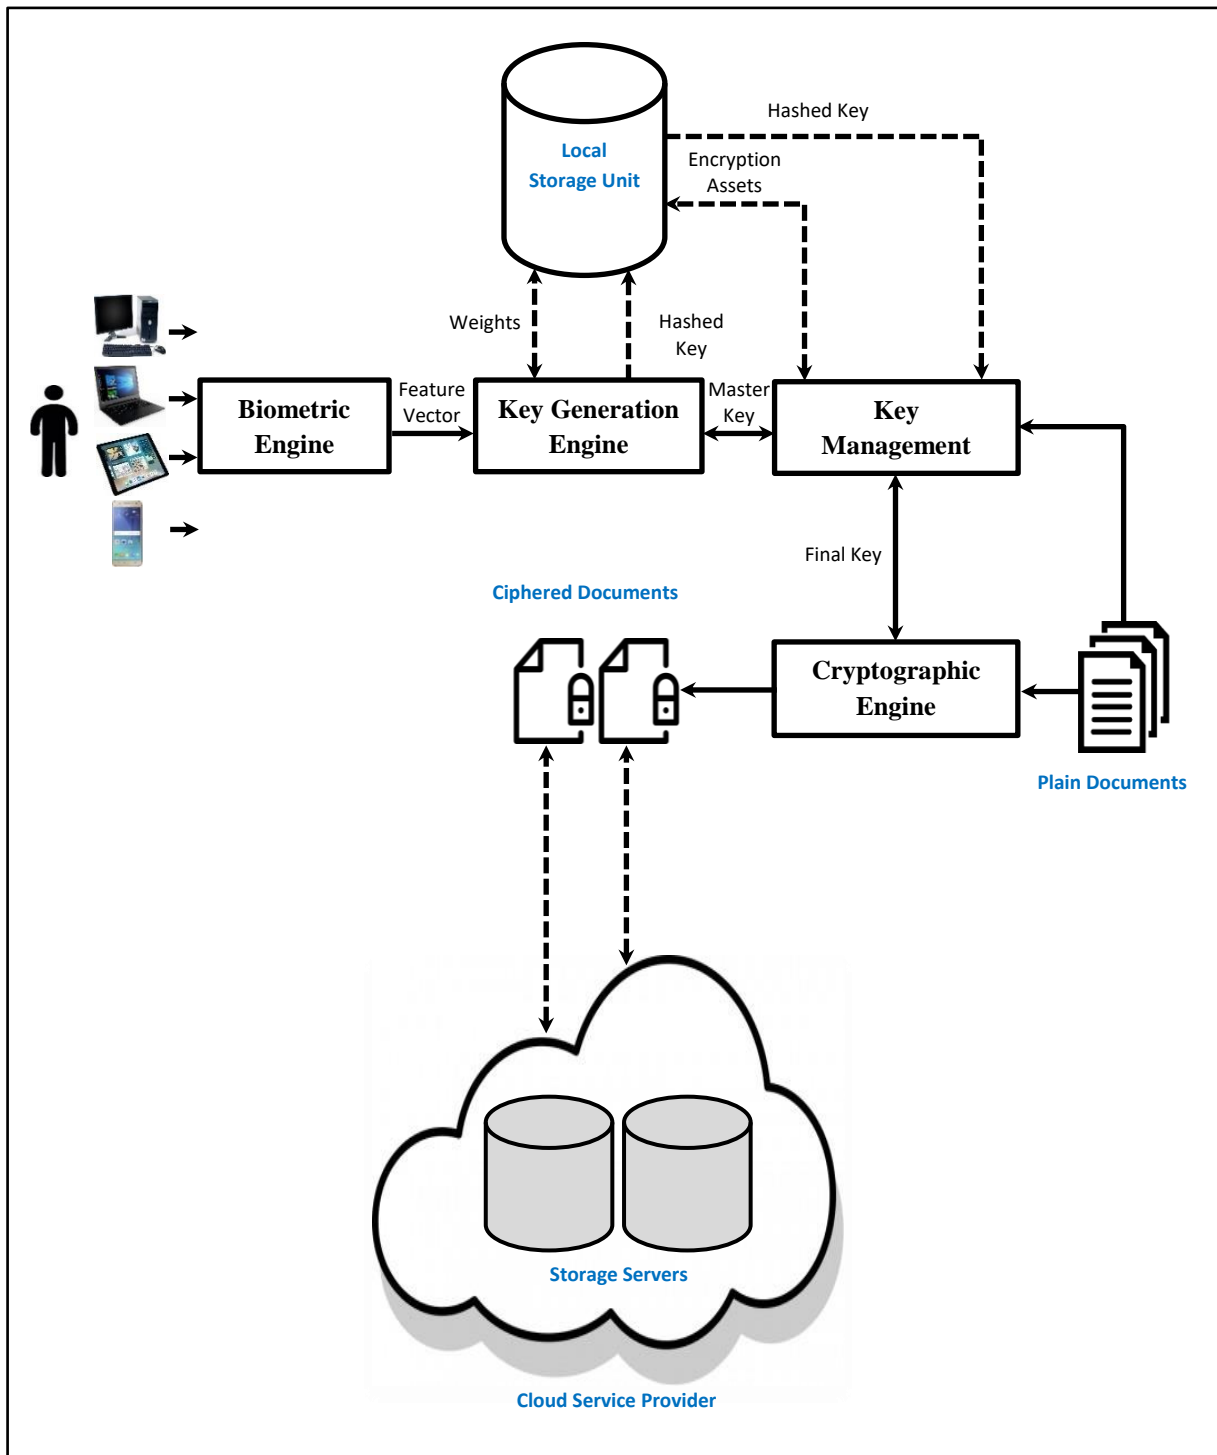 Hashed Key
Local
Storage Unit
Encryption
Assets
Weights
Hashed
Key
Biometric
Engine
Feature
Vector
Key Generation
Engine
Master
Key
Key
Management
Final Key
Ciphered Documents
Cryptographic
Engine
Plain Documents
Storage Servers
Cloud Service Provider